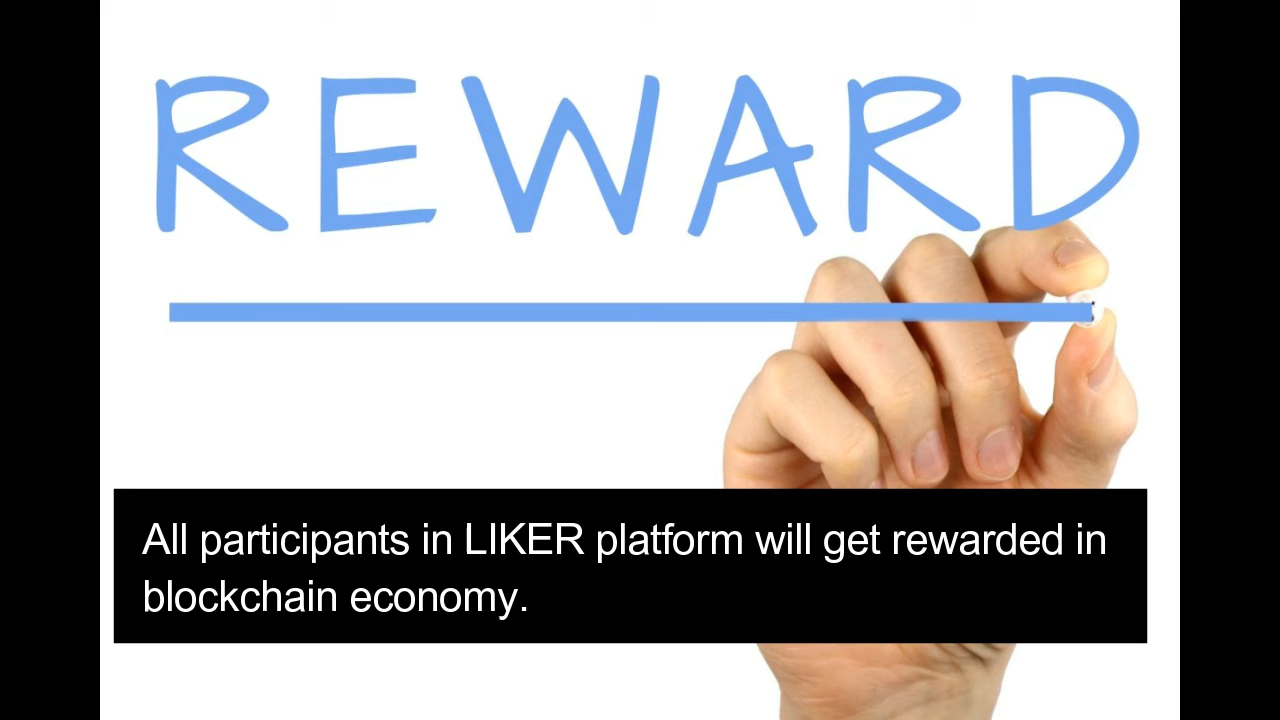 REWARD
All participants in LIKER platform will get rewarded in
blockchain economy.